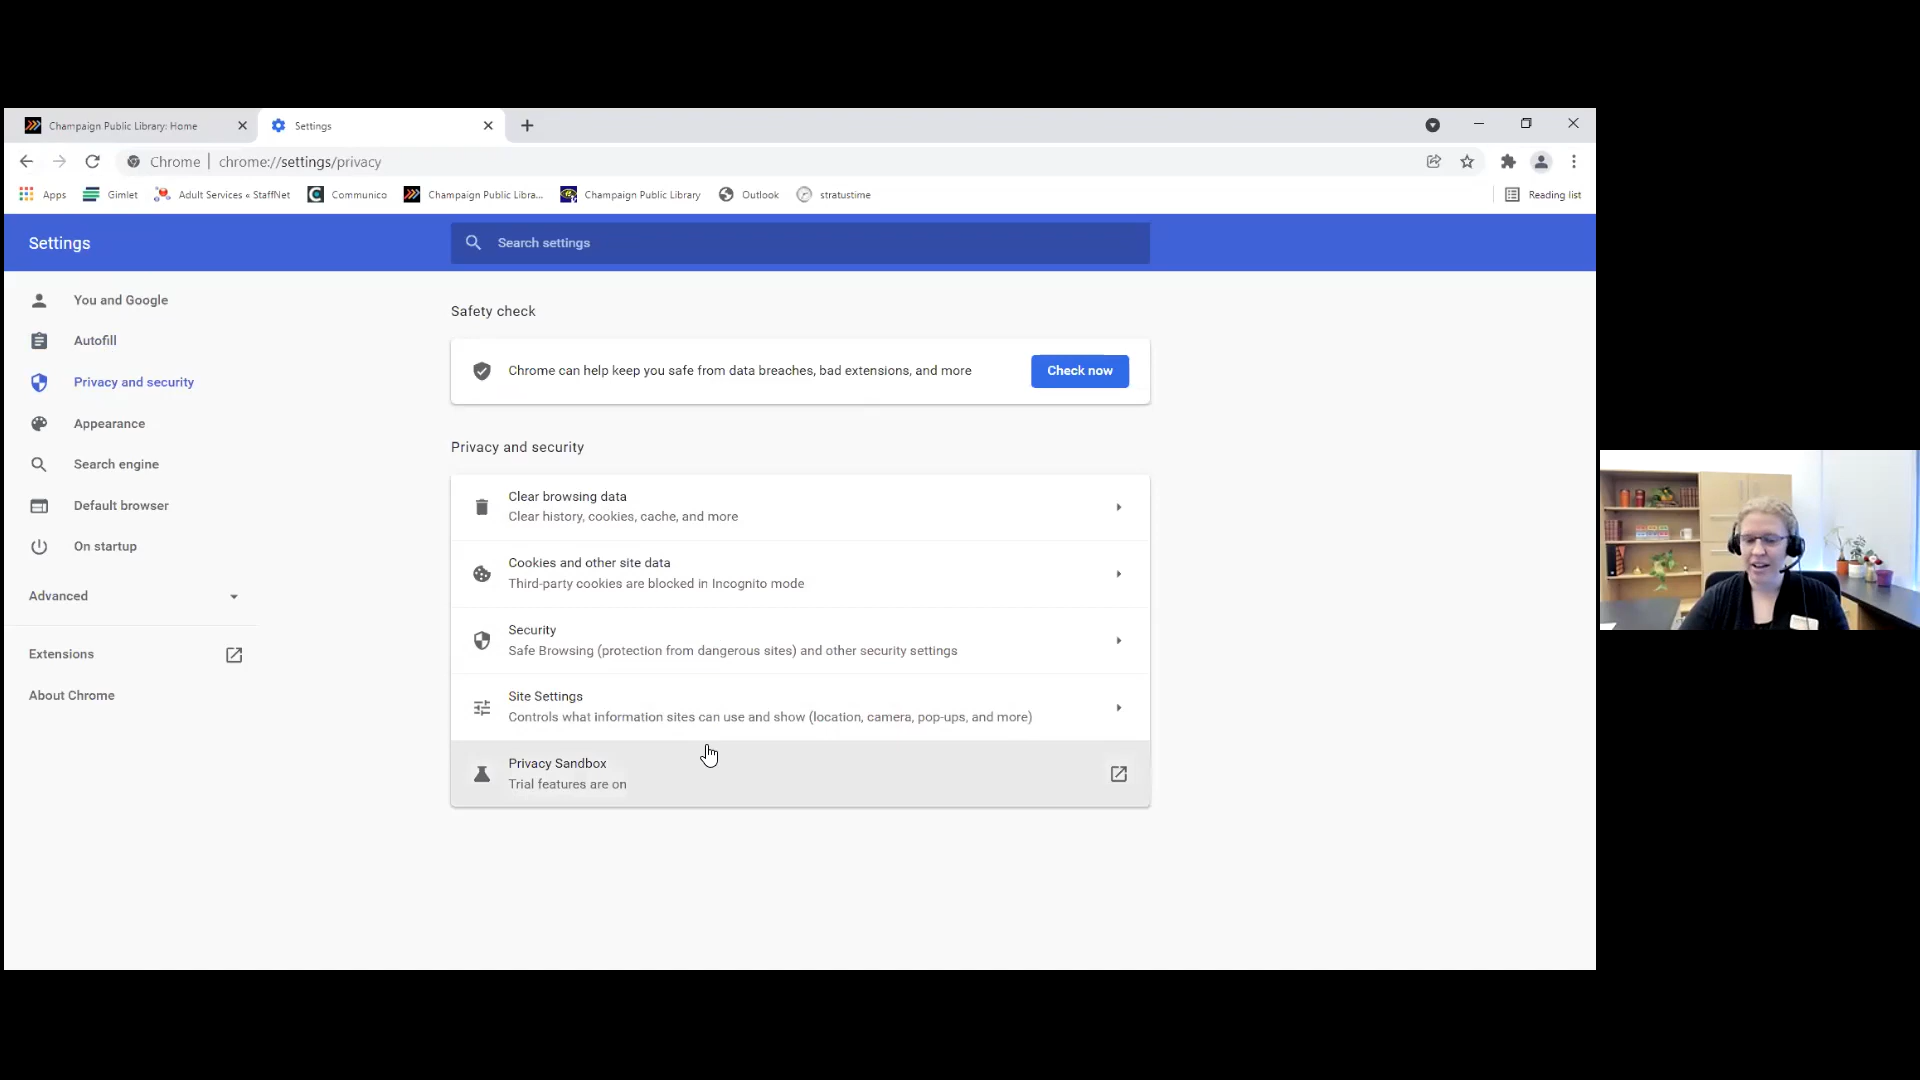 Champaign Public Library: Home
Settings
Chrome
chrome://settings/privacy
Apps
Gimlet
Adult Services « StaffNet
Communico
Champaign Public Libra...
Champaign Public Library
Outlook
stratustime
Reading list
Settings
Search settings
You and Google
Autofill
Privacy and security
Appearance
Search engine
Default browser
On startup
Advanced
Extensions
About Chrome
Safety check
Chrome can help keep you safe from data breaches, bad extensions, and more
Check now
Privacy and security
Clear browsing data
Clear history, cookies, cache, and more
Cookies and other site data
Third-party cookies are blocked in Incognito mode
Security
Safe Browsing (protection from dangerous sites) and other security settings
Site Settings
Controls what information sites can use and show (location, camera, pop-ups, and more)
Privacy Sandbox
Trial features are on